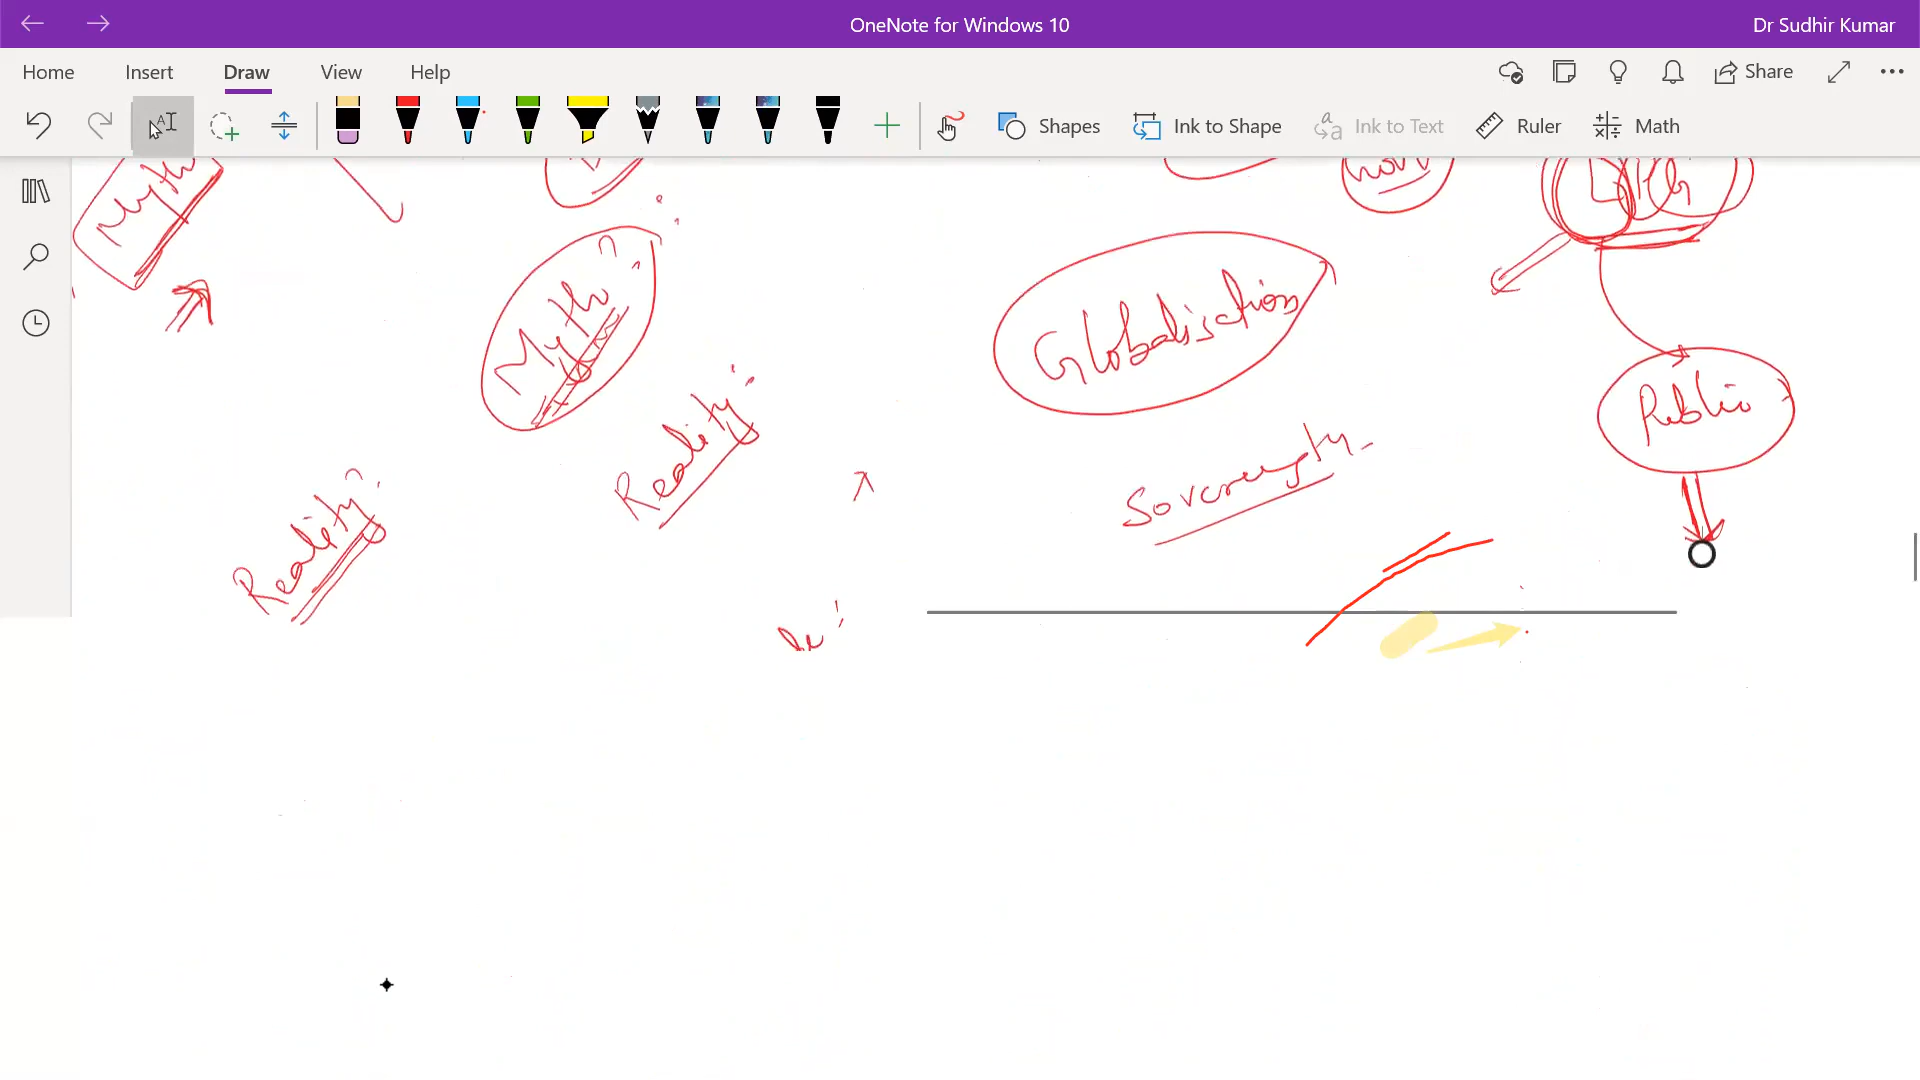 OneNote for Windows 10
Dr Sudhir Kumar
Home Insert Draw View Help
Share
Shapes Ink to Shape Ink to Text Ruler Math
Myth
LPG
Myth
Globalisation
Public
Reality
Sovereignty
Reality